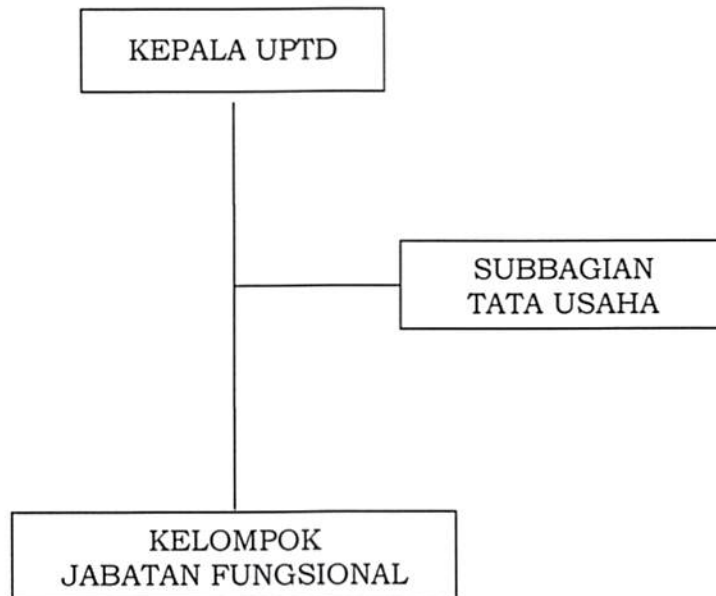 KEPALA UPTD
SUBBAGIAN
TATA USAHA
KELOMPOK
JABATAN FUNGSIONAL